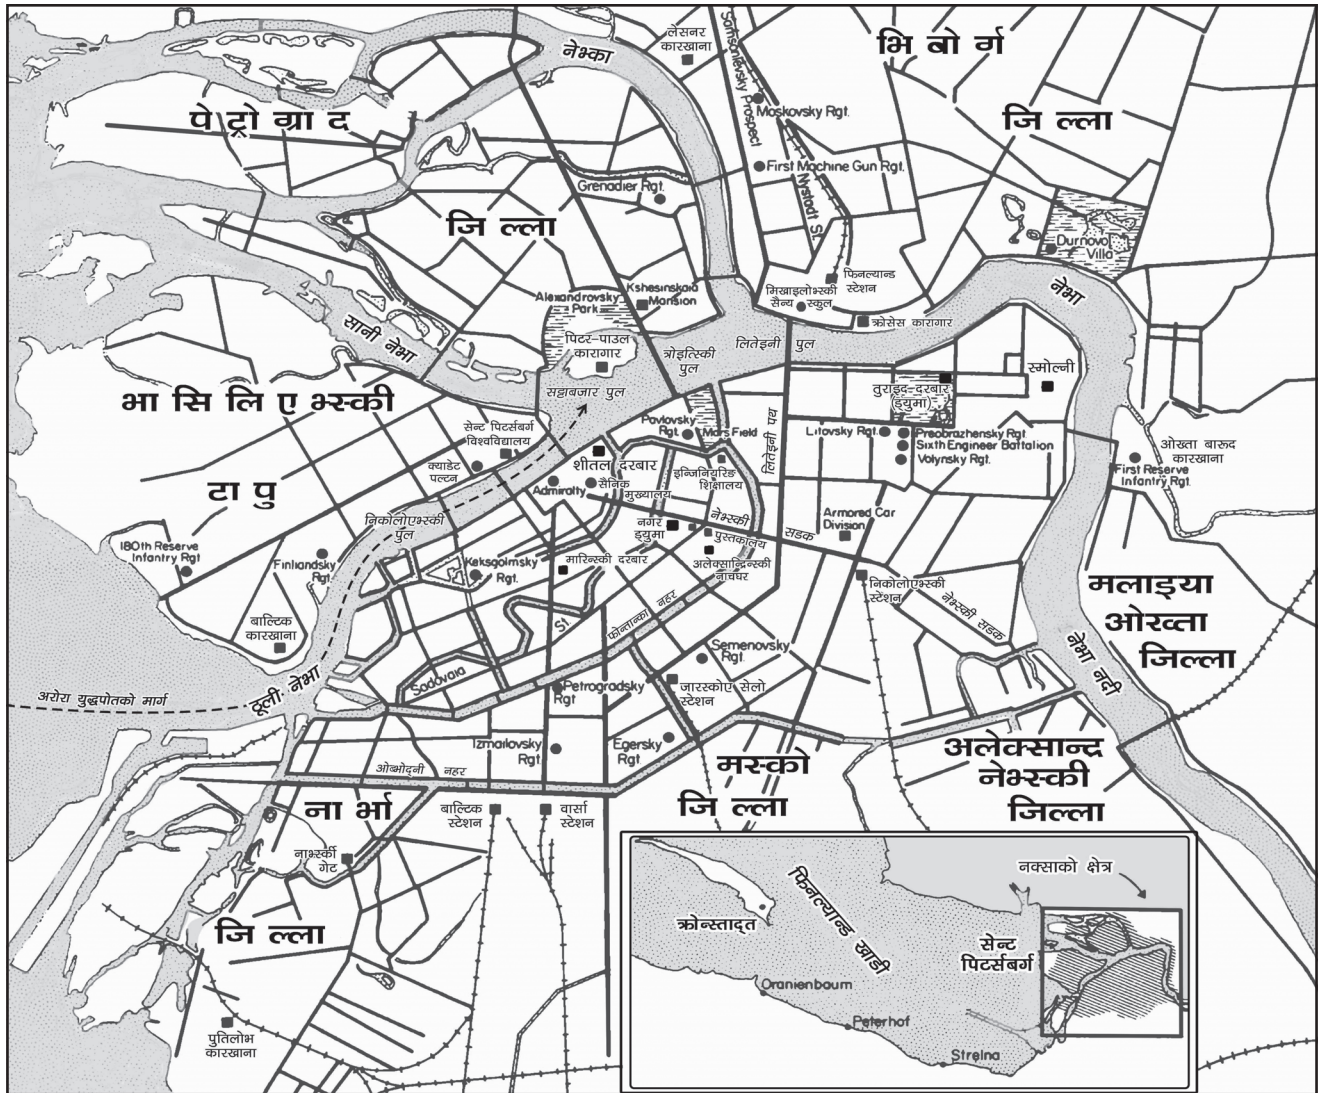 नेभ्का
लेसनर
कारखाना
Samsonievsky Prospect
भिबोर्ग
पेट्रोग्राद
Moskovsky Rgt.
जिल्ला
First Machine Gun Rgt.
Nystadt St.
Grenadier Rgt.
जिल्ला
Durnovo
Villa
फिनल्यान्ड
स्टेशन
Kshesinskaia
Mansion
मिखाइलोभ्स्की
सैन्य स्कुल
नेभा
Alexandrovsky
Park
सानी नेभा
क्रोसेस कारागार
पिटर-पाउल
कारागार
त्रोइत्स्की
पुल
लितेइनी पुल
स्मोल्नी
तुराइद-दरबार
(ड्युमा)
सट्टाबजार पुल
भासिलिएभ्स्की
सेन्ट पिटर्सबर्ग
विश्वविद्यालय
Pavlovsky
Rgt.
Mars Field
लितेइनी पथ
Litovsky Rgt.
Preobrazhensky Rgt.
Sixth Engineer Battalion
Volynsky Rgt.
ओख्ता बारुद
कारखाना
First Reserve
Infantry Rgt.
क्याडेट
पल्टन
शीतल दरबार
इन्जिनियुरिङ
शिक्षालय
टापु
Admiralty
सैनिक
मुख्यालय
निकोलोएभ्स्की
पुल
नगर
ड्युमा
नेभ्स्की
सडक
Armored Car
Division
पुस्तकालय
180th Reserve
Infantry Rgt
Finliandsky
Rgt.
Keksgolmsky
Rgt.
मारिन्स्की दरबार
अलेक्सान्द्रिन्स्की
नाचघर
निकोलोएभ्स्की
स्टेशन
नेभ्स्की सडक
मलाइया
ओख्ता
जिल्ला
बाल्टिक
कारखाना
St.
फोन्तान्का नहर
Semenovsky
Rgt.
नेभा नदी
Sadovaia
Petrogradsky
Rgt
जारस्कोए सेलो
स्टेशन
अरोरा युद्धपोतको मार्ग
ठूली नेभा
Izmailovsky
Rgt
Egersky
Rgt
अलेक्सान्द्र
नेभ्स्की
जिल्ला
मस्को
जिल्ला
ओब्भोद्नी नहर
नार्भा
बाल्टिक
स्टेशन
वार्सा
स्टेशन
नार्भ्स्की
गेट
जिल्ला
पुतिलोभ
कारखाना
नक्साको क्षेत्र
फिनल्यान्ड खाडी
क्रोन्स्तादत
सेन्ट
पिटर्सबर्ग
Oranienbaum
Peterhof
Strelna